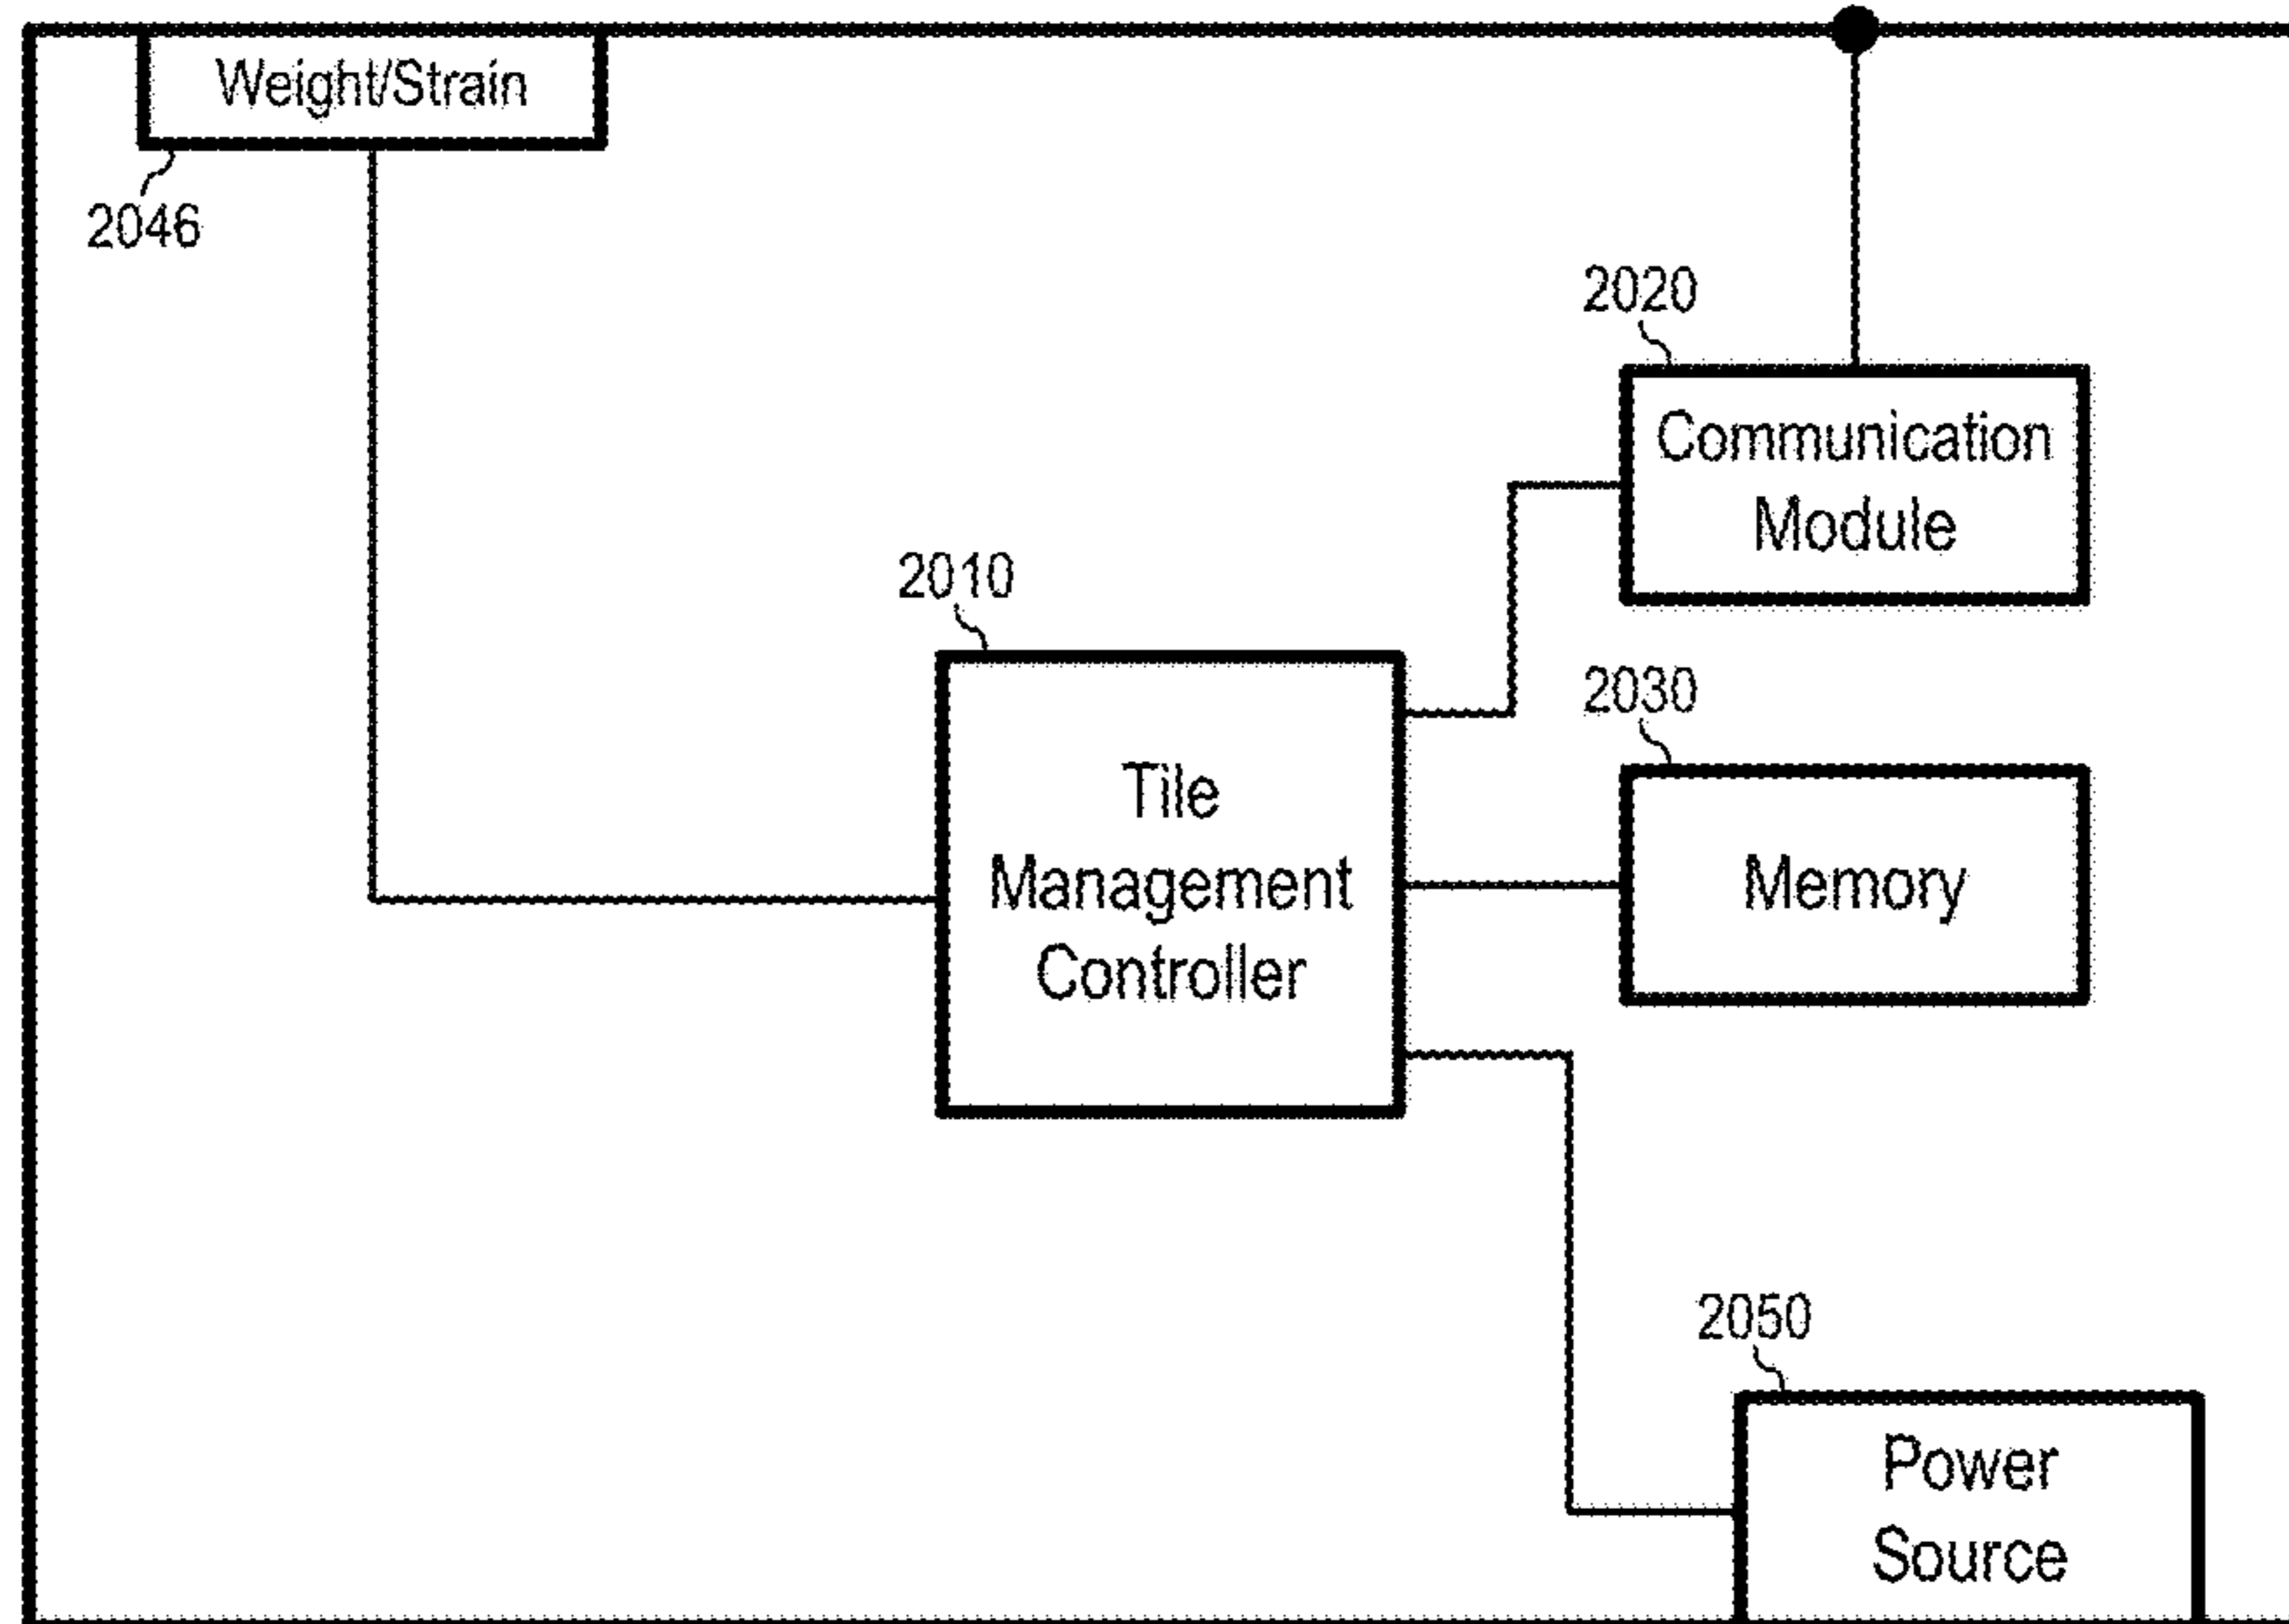 Weight/Strain
2046
2020
Communication
Module
2010
Tile
Management
Controller
2030
Memory
2050
Power
Source